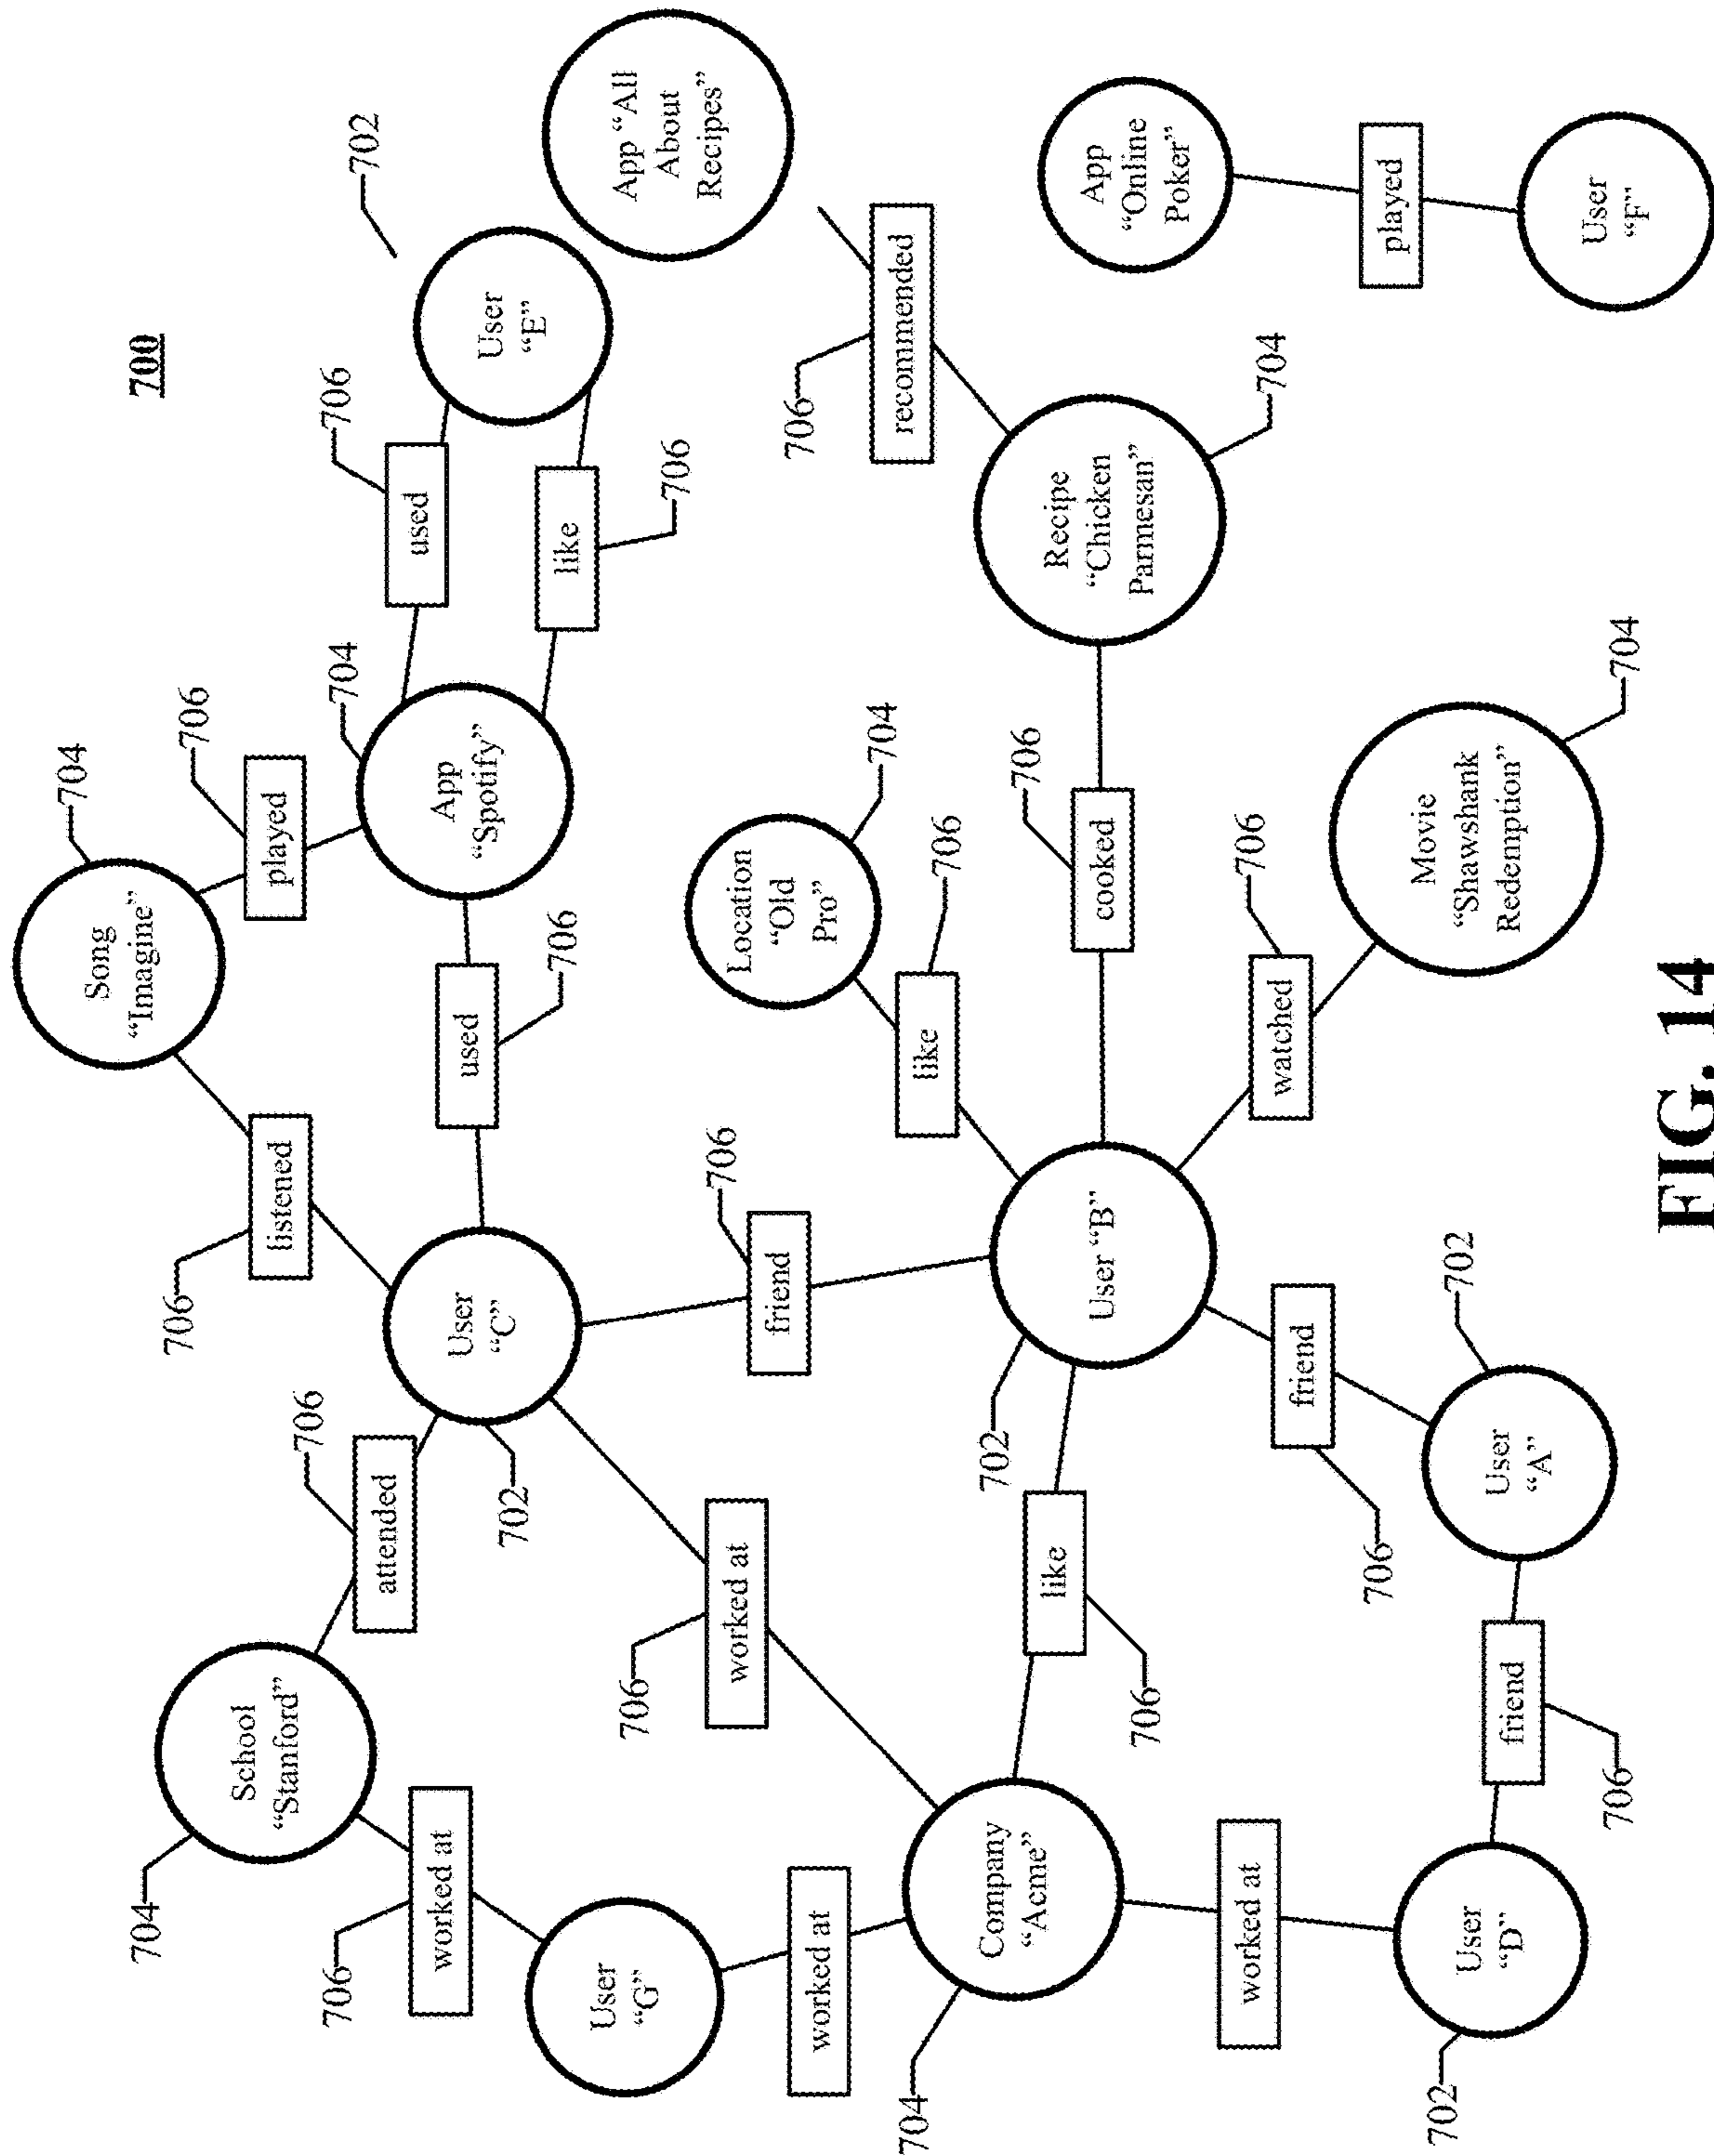 704
Song
"Imagine"
700
704
706
706
School
"Stanford"
listened
played
706
706
706
704
702
attended
worked at
used
App
"Spotify"
User
"C"
used
User
"E"
702
706
like
User
"G"
App "All
About
Recipes"
706
706
706
worked at
Location
"Old
Pro"
friend
706
worked at
704
recommended
704
like
706
Company
"Acme"
702
706
like
Recipe
"Chicken
Parmesan"
User "B"
cooked
App
"Online
Poker"
706
worked at
706
704
watched
friend
706
played
Movie
"Shawshank
Redemption"
702
702
User
"D"
User
"A"
friend
User
"F"
706
704
FIG. 14